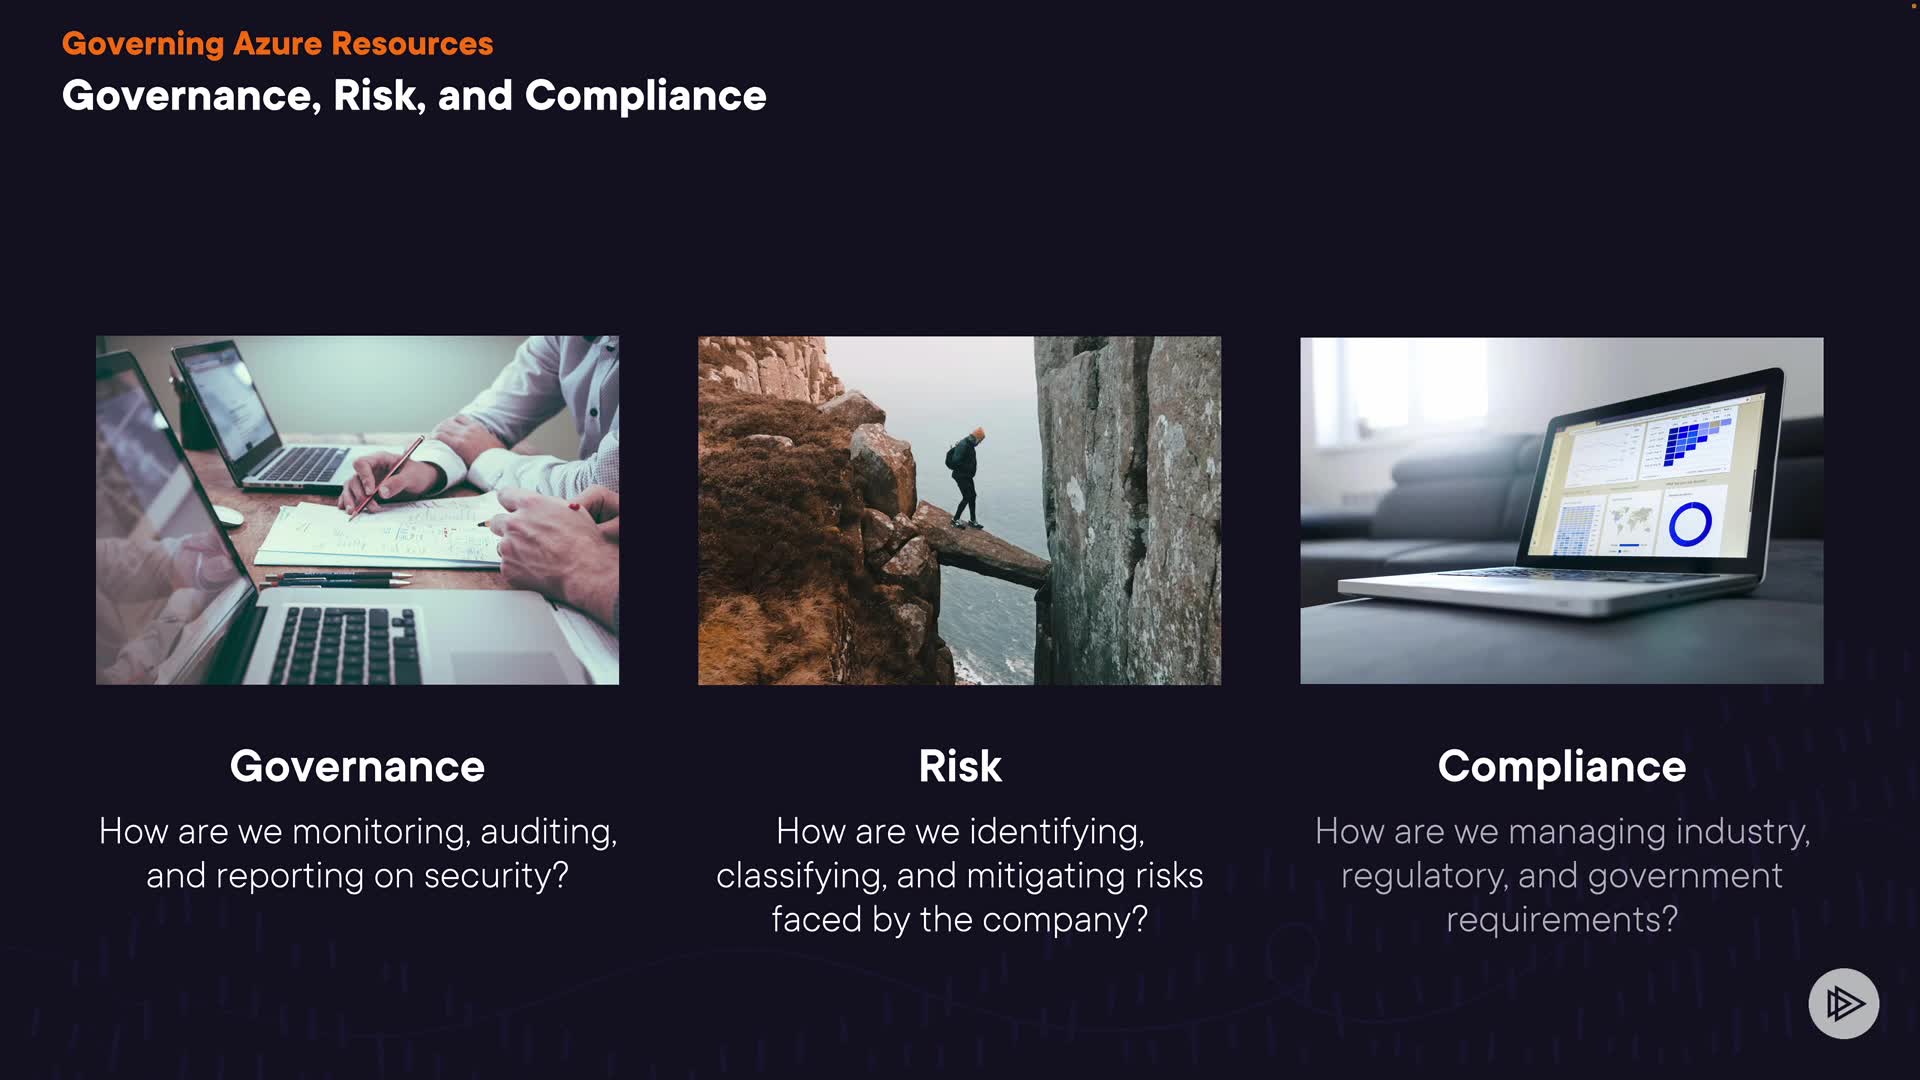 Governing Azure Resources
Governance, Risk, and Compliance
Governance
How are we monitoring, auditing,
and reporting on security?
Risk
How are we identifying,
classifying, and mitigating risks
faced by the company?
Compliance
How are we managing industry,
regulatory, and government
requirements?